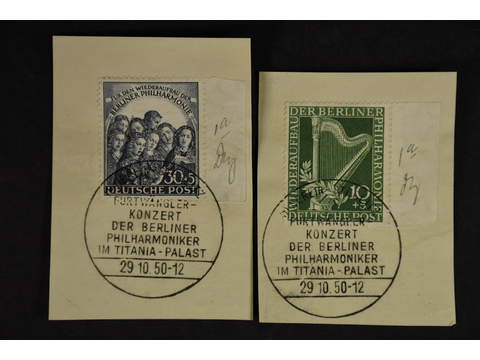 FÜR DEN WIEDERAUFBAU DER
BERLINER PHILHARMONIE
30+5
DEUTSCHE POST
1a
FURTWÄNGLER-
KONZERT
DER BERLINER
PHILHARMONIKER
IM TITANIA-PALAST
29.10.50-12
WIEDERAUFBAU DER BERLINER PHILHARMONIE
10
+5
DEUTSCHE POST
1a
FURTWÄNGLER-
KONZERT
DER BERLINER
PHILHARMONIKER
IM TITANIA-PALAST
29.10.50-12